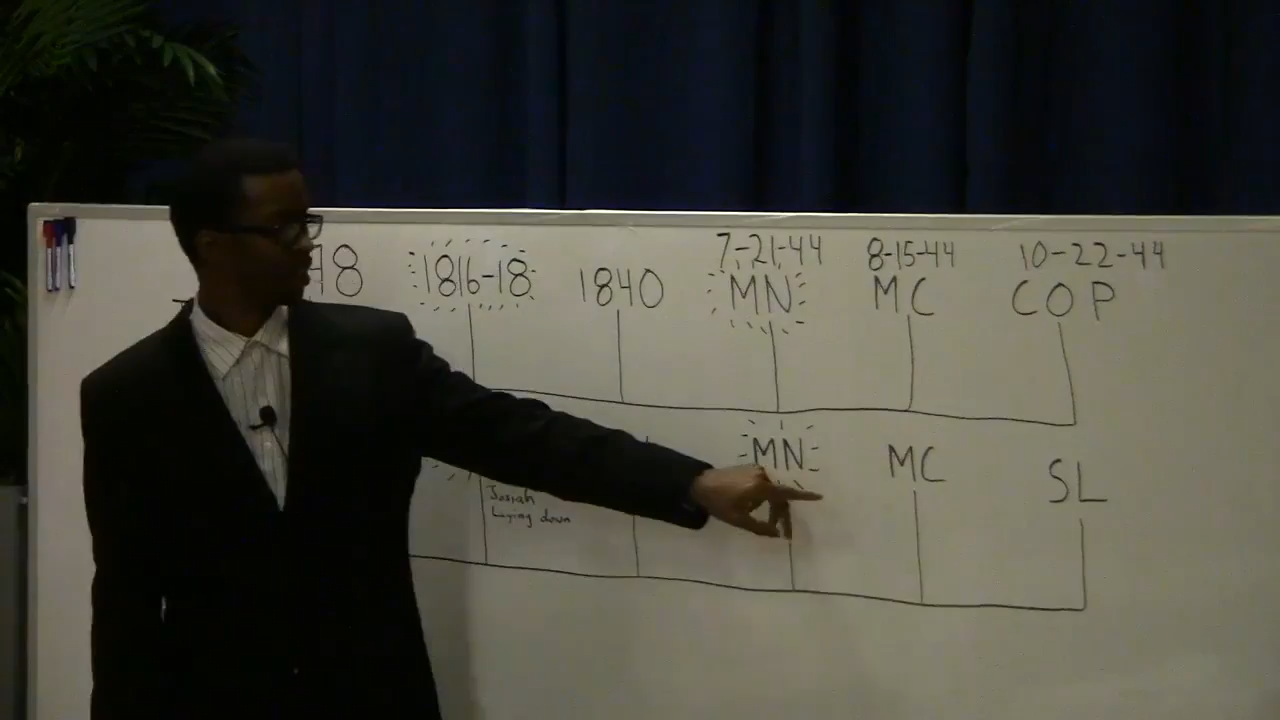 7-21-44 8-15-44 10-22-44
1816-18 1840 MN MC COP
MN MC SL
Josiah
Laying down